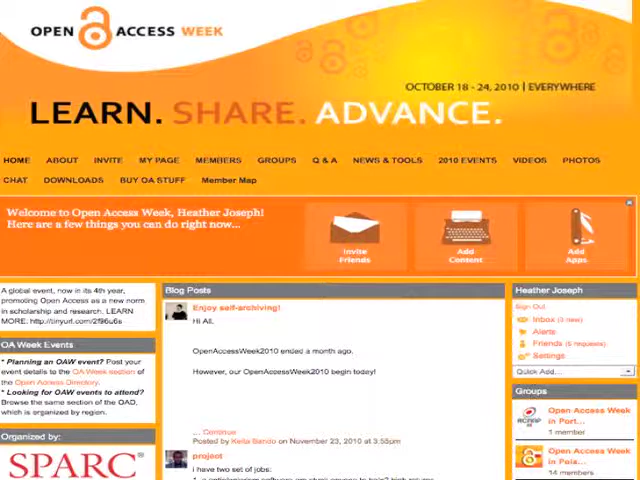 OPEN ACCESS WEEK
OCTOBER 18 - 24, 2010 | EVERYWHERE
LEARN. SHARE. ADVANCE.
HOME ABOUT INVITE MY PAGE MEMBERS GROUPS Q & A NEWS & TOOLS 2010 EVENTS VIDEOS PHOTOS
CHAT DOWNLOADS BUY OA STUFF Member Map
Welcome to Open Access Week, Heather Joseph!
Here are a few things you can do right now...
Invite
Friends
Add
Content
Add
Apps
A global event, now in its 4th year,
promoting Open Access as a new norm
in scholarship and research. LEARN
MORE. http://tinyurl.com/
OA Week Events
* Planning an OAW event? Post your
event details to the OA Week section of
the Open Access Directory.
* Looking for OAW events to attend?
Browse the same section of the OAD,
which is organized by region.
Organized by:
SPARC®
Blog Posts
Enjoy self-archiving!
Hi All,
OpenAccessWeek2010 ended a month ago.
However, our OpenAccessWeek2010 begin today!
... Continue
Posted by Keita Bando on November 23, 2010 at 3:55pm
project
i have two set of jobs:
Heather Joseph
Sign Out
Inbox (3 new)
Alerts
Friends (5 requests)
Settings
Quick Add...
Groups
RCAAP
Open Access Week
in Port...
1 member
Open Access Week
in Pola...
14 members